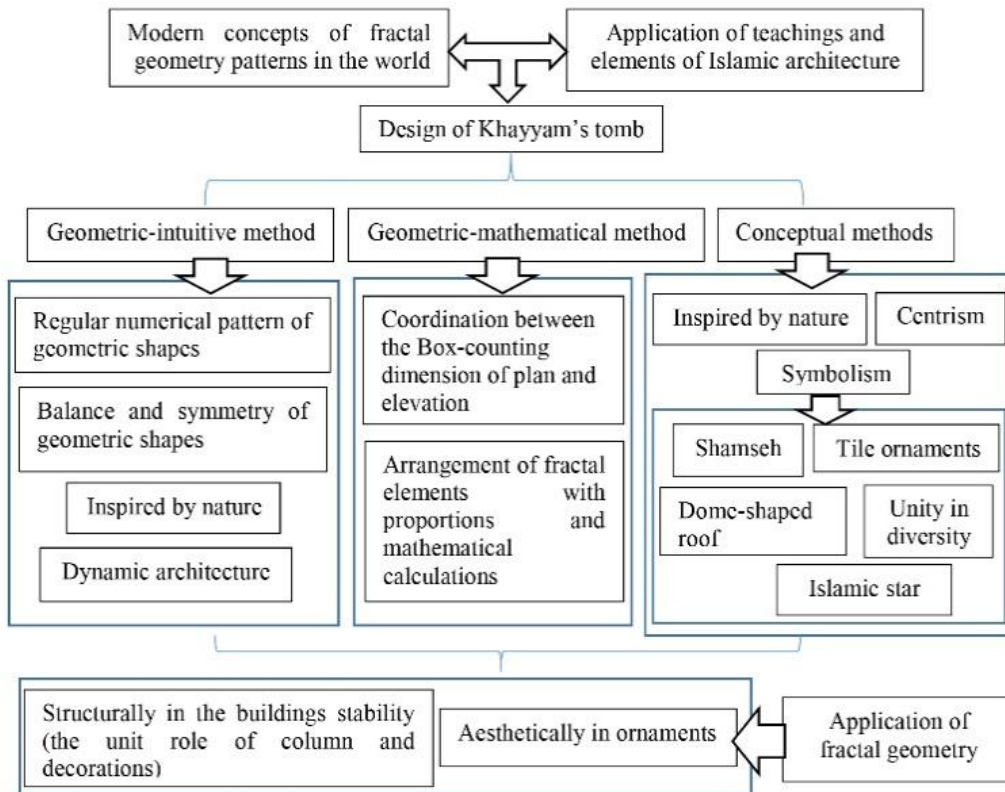 Modern concepts of fractal
geometry patterns in the world
Application of teachings and
elements of Islamic architecture
Design of Khayyam's tomb
Geometric-intuitive method
Geometric-mathematical method
Conceptual methods
Regular numerical pattern of
geometric shapes
Balance and symmetry of
geometric shapes
Inspired by nature
Dynamic architecture
Coordination between
the Box-counting
dimension of plan and
elevation
Arrangement of fractal
elements with
proportions and
mathematical
calculations
Inspired by nature
Centrism
Symbolism
Shamseh
Tile ornaments
Dome-shaped
roof
Unity in
diversity
Islamic star
Structurally in the buildings stability
(the unit role of column and
decorations)
Aesthetically in ornaments
Application of
fractal geometry